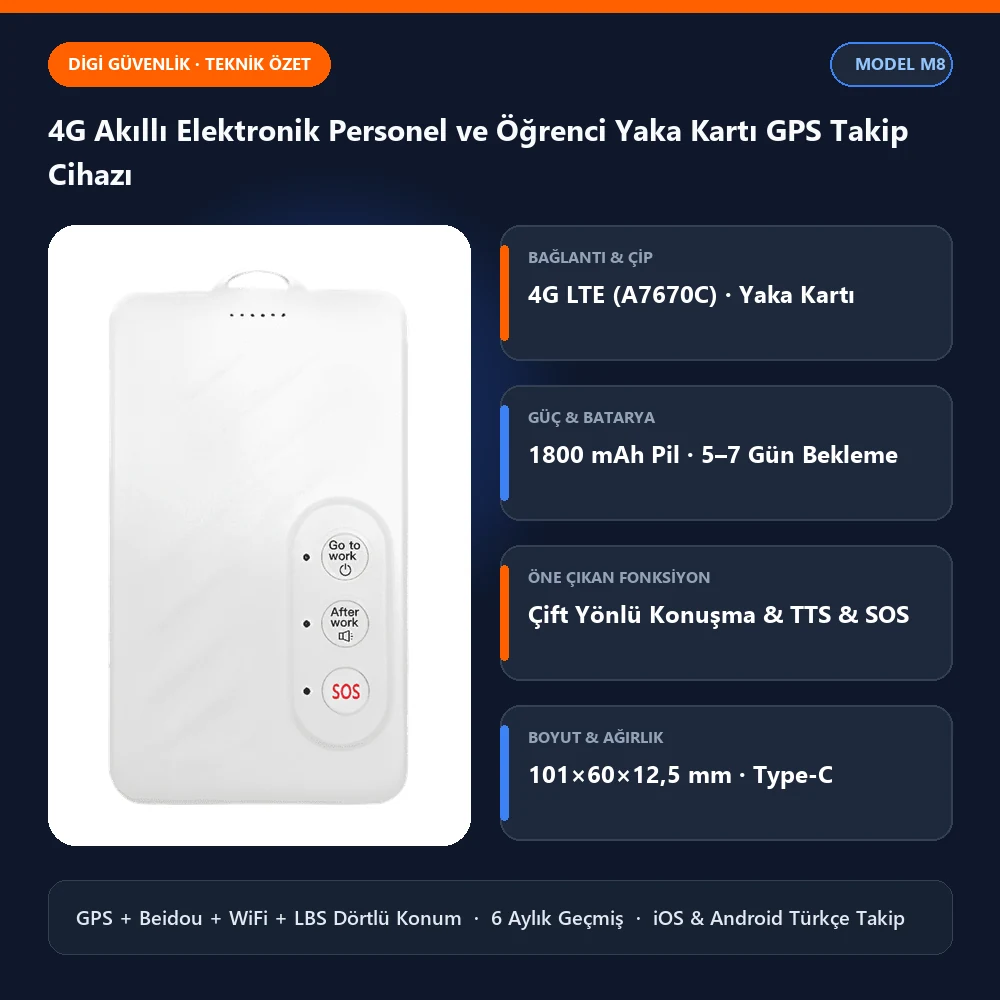 DİGİ GÜVENLİK · TEKNİK ÖZET
MODEL M8
4G Akıllı Elektronik Personel ve Öğrenci Yaka Kartı GPS Takip
Cihazı
Go to
work
After
work
SOS
BAĞLANTI & ÇİP
4G LTE (A7670C) · Yaka Kartı
GÜÇ & BATARYA
1800 mAh Pil · 5–7 Gün Bekleme
ÖNE ÇIKAN FONKSİYON
Çift Yönlü Konuşma & TTS & SOS
BOYUT & AĞIRLIK
101×60×12,5 mm · Type-C
GPS + Beidou + WiFi + LBS Dörtlü Konum · 6 Aylık Geçmiş · iOS & Android Türkçe Takip